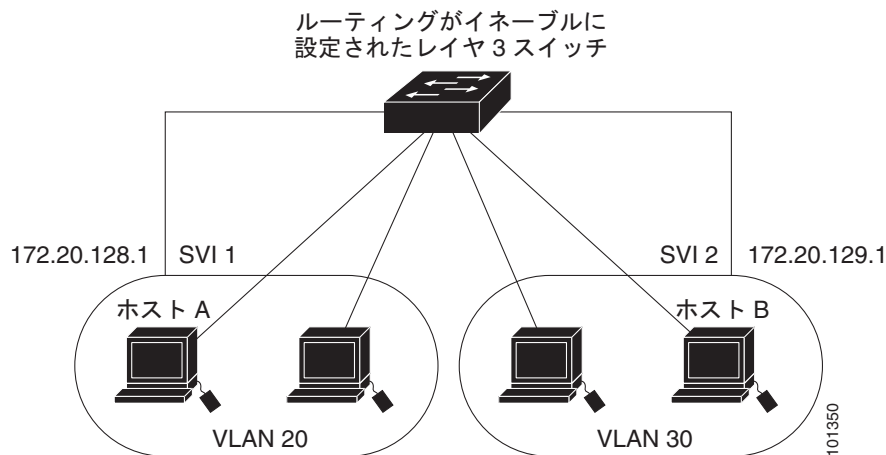 ルーティングがイネーブルに
設定されたレイヤ 3 スイッチ
172.20.128.1 SVI 1
SVI 2 172.20.129.1
ホスト A
ホスト B
VLAN 20
VLAN 30
101350